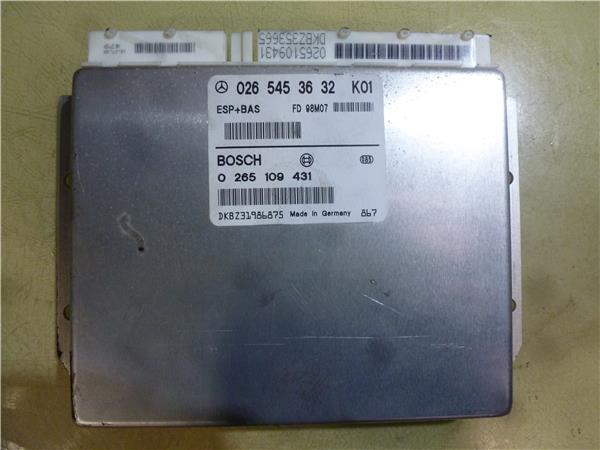 DKBZ353665
0265109431
026 545 36 32 K01
ESP+BAS FD 98M07
BOSCH
0 265 109 431
DKBZ31986875 Made in Germany 867